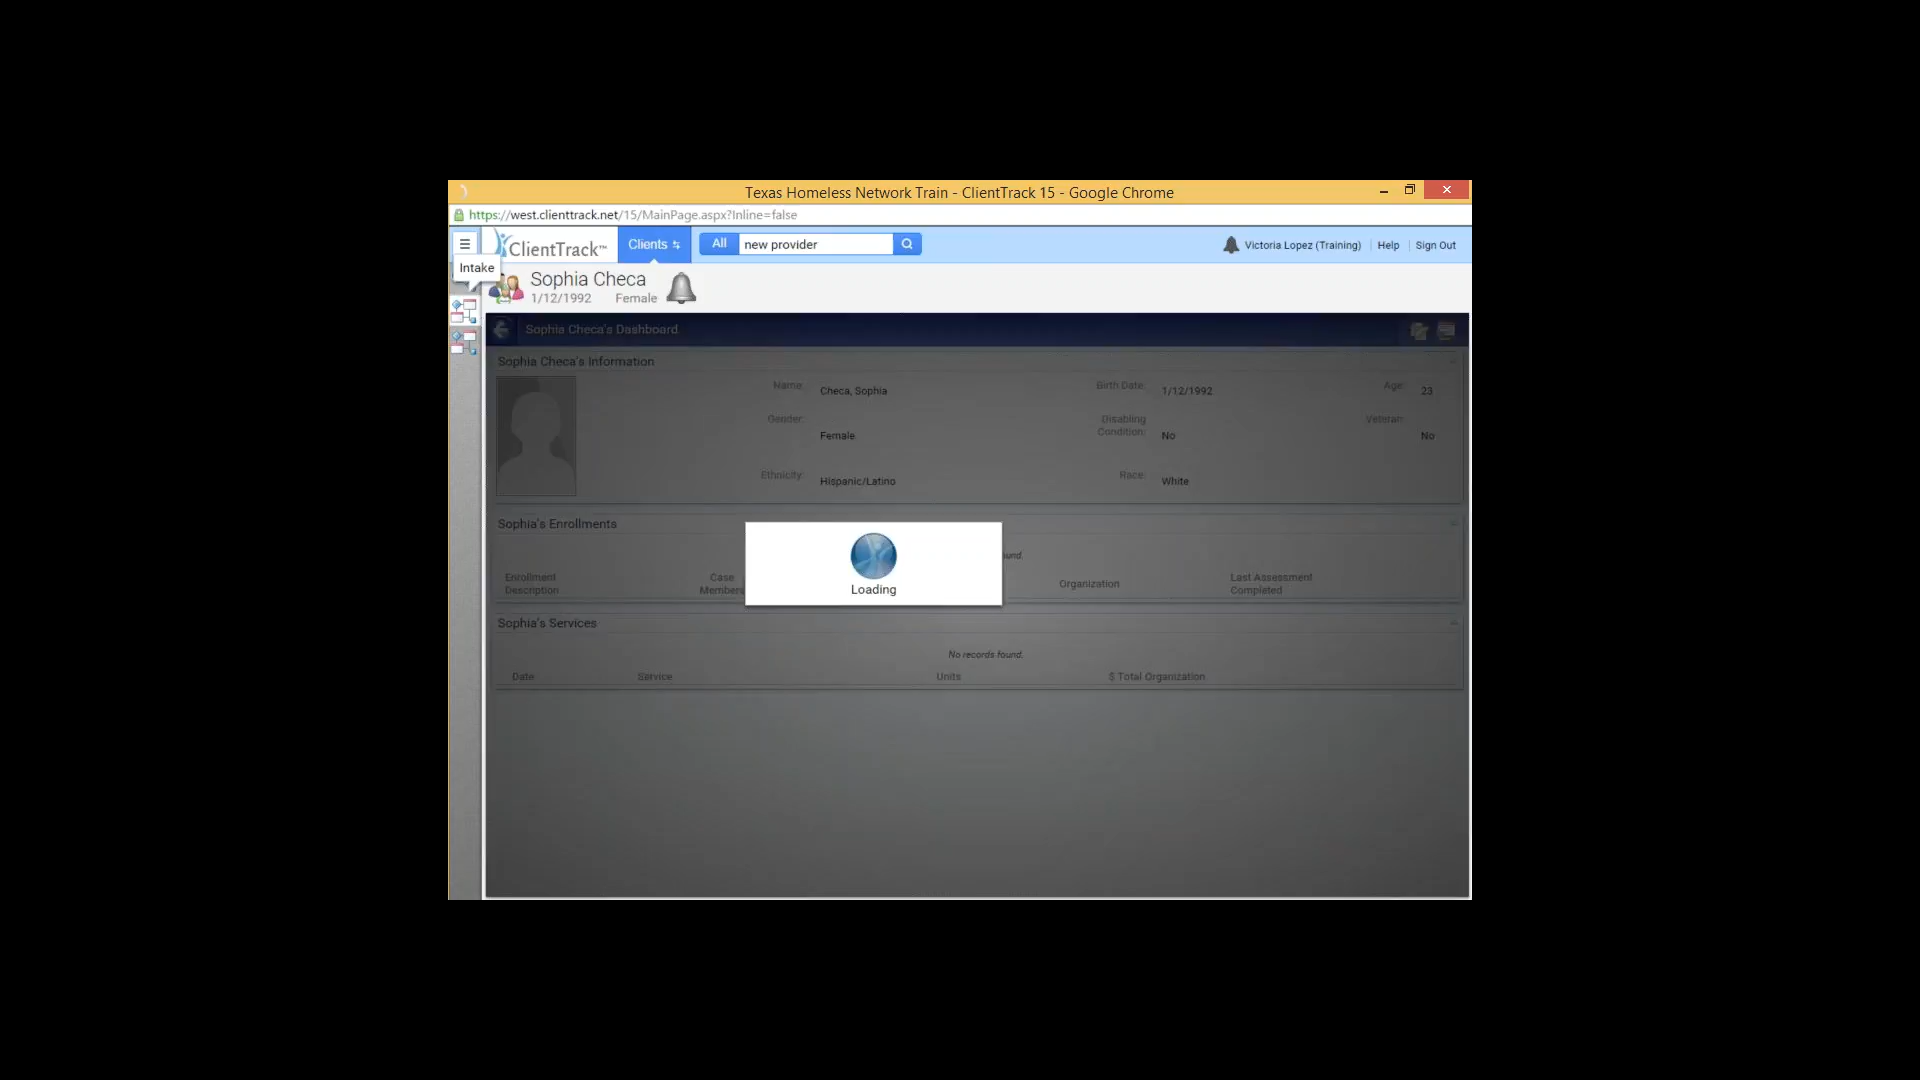 Texas Homeless Network Train - ClientTrack 15 - Google Chrome
https://west.clienttrack.net/15/MainPage.aspx?Inline=false
ClientTrack™ Clients All new provider Victoria Lopez (Training) Help Sign Out
Intake
Sophia Checa
1/12/1992 Female
Sophia Checa's Dashboard
Sophia Checa's Information
Name: Checa, Sophia Birth Date: 1/12/1992 Age: 23
Gender: Female Disabling Condition: No Veteran: No
Ethnicity: Hispanic/Latino Race: White
Sophia's Enrollments
Enrollment Description Case Members Organization Last Assessment Completed
Loading
Sophia's Services
No records found.
Date Service Units $ Total Organization